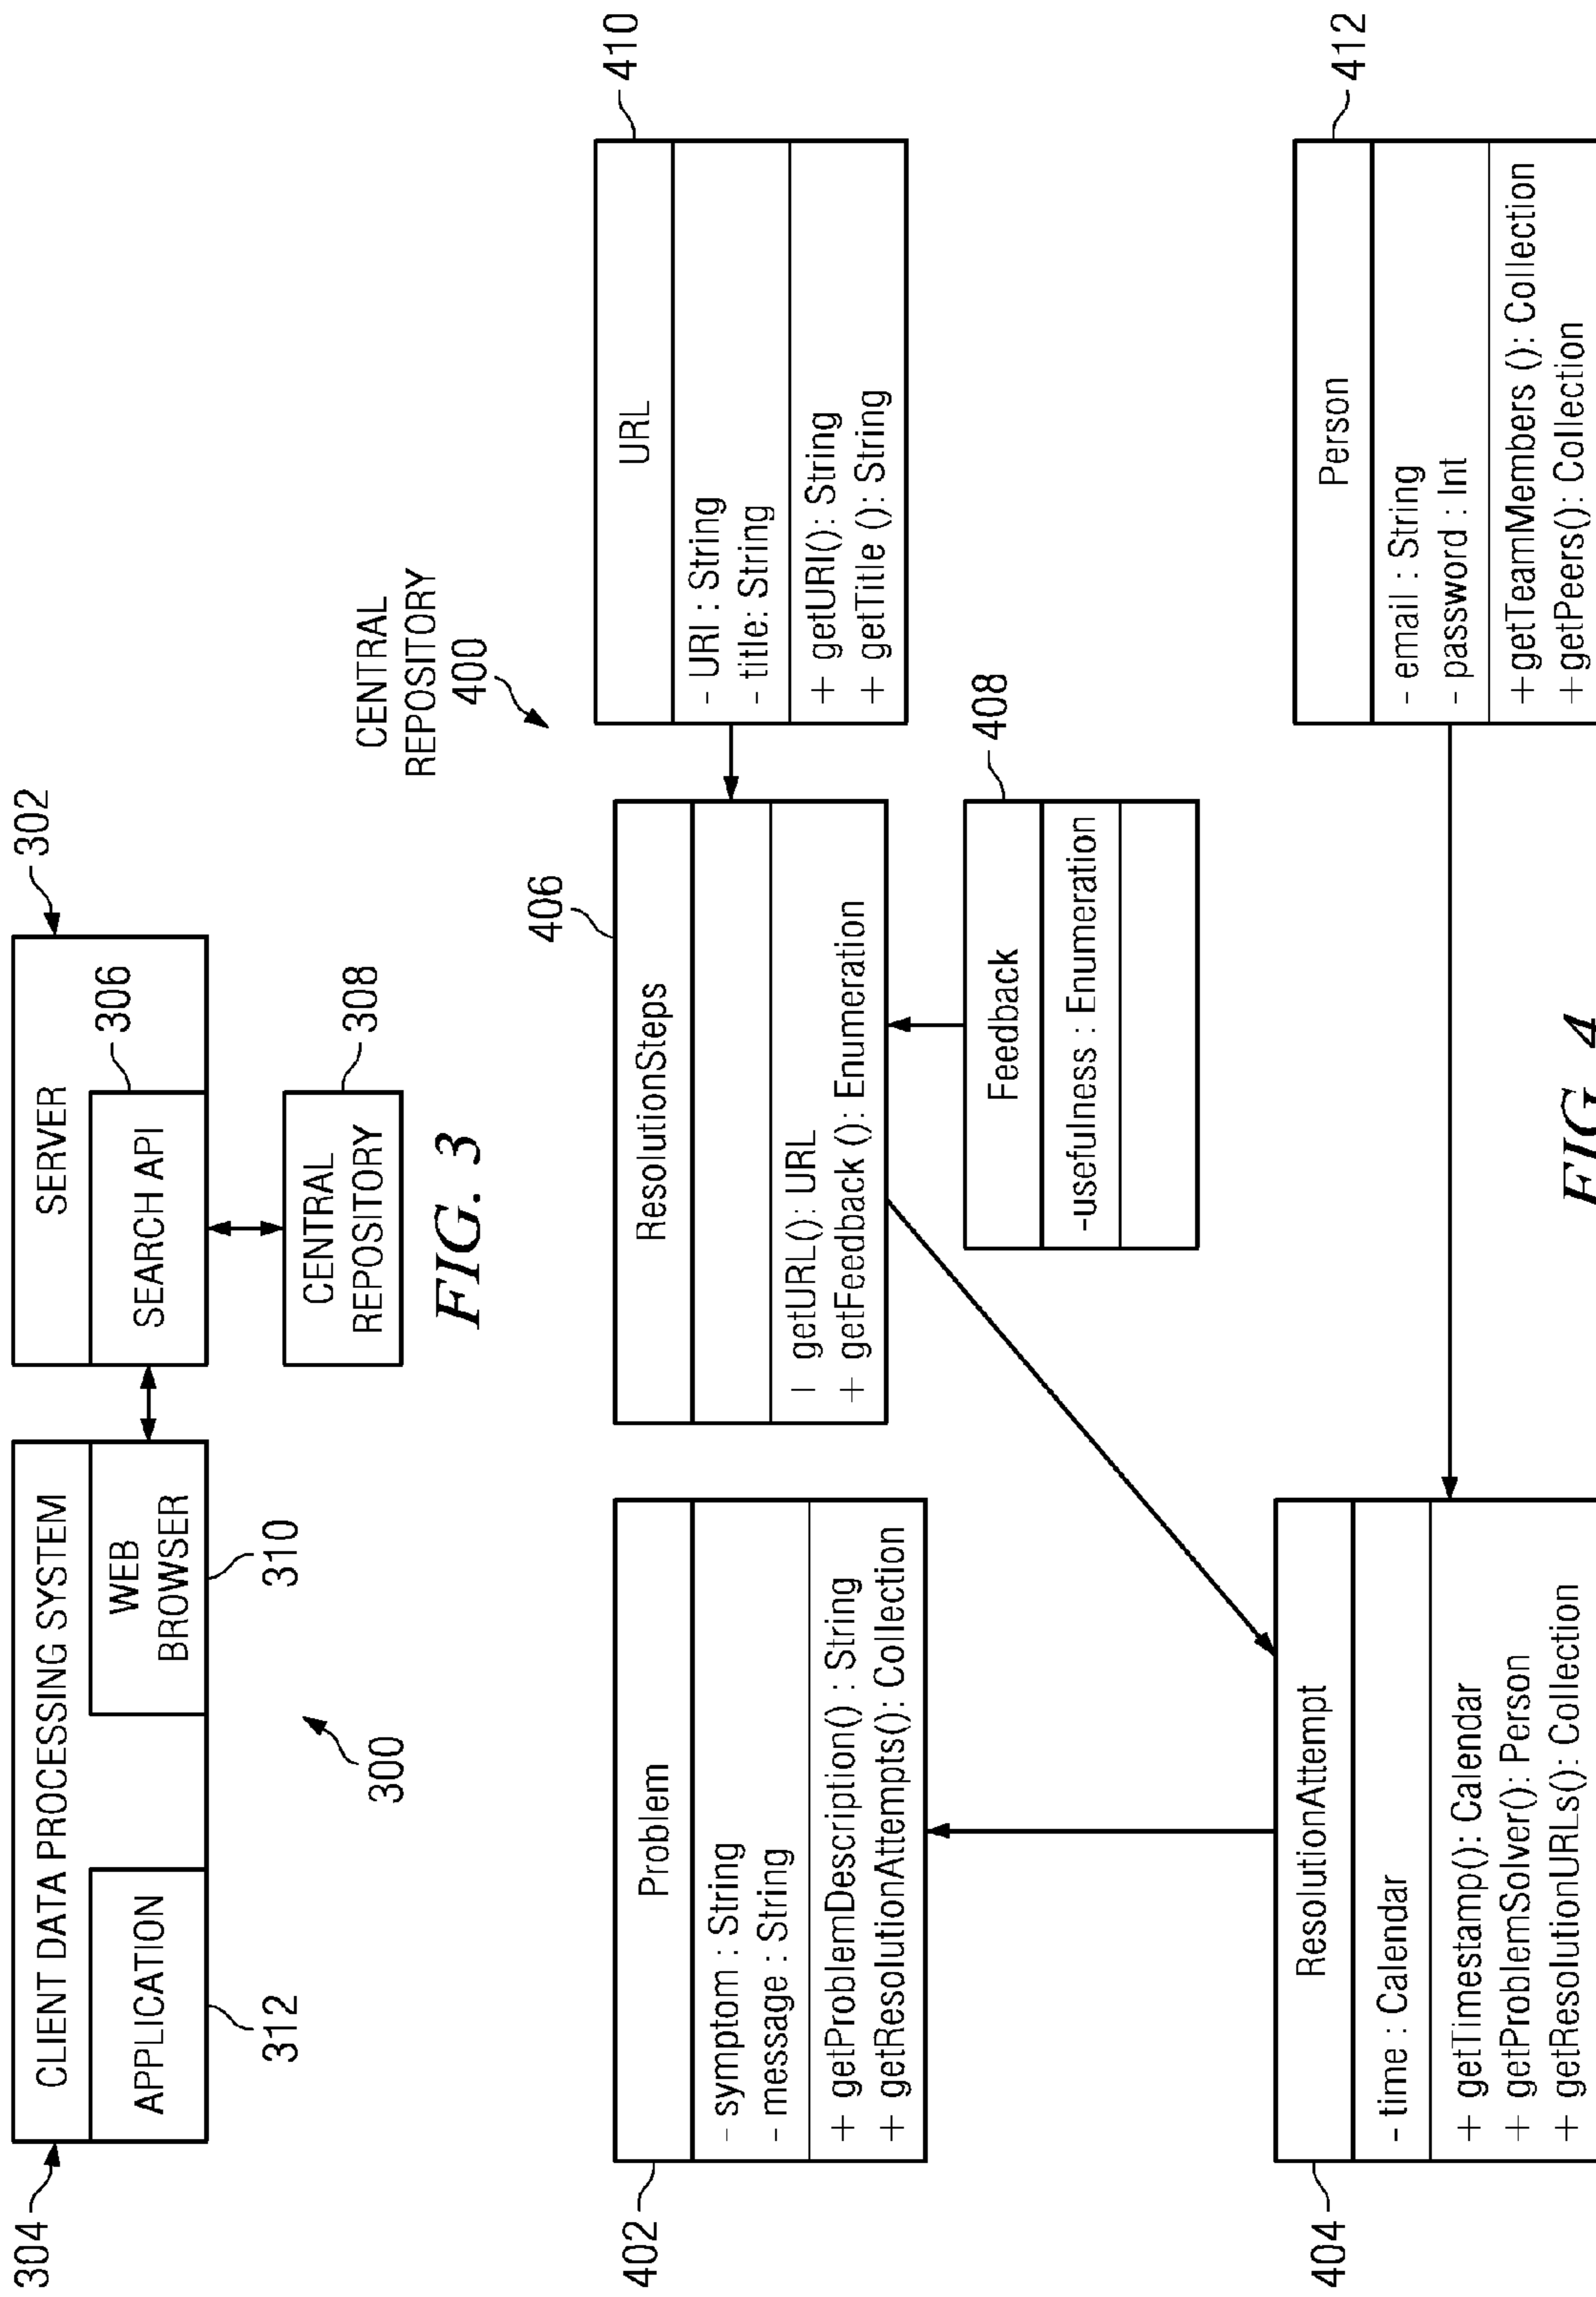 304
CLIENT DATA PROCESSING SYSTEM
APPLICATION
312
WEB
BROWSER
310
300
SERVER
302
SEARCH API
306
CENTRAL
REPOSITORY
308
FIG. 3
CENTRAL
REPOSITORY
400
402
Problem
- symptom : String
- message : String
+ getProblemDescription() : String
+ getResolutionAttempts(): Collection
406
ResolutionSteps
getURL(): URL
+ getFeedback (): Enumeration
410
URL
- URI : String
- title: String
+ getURI(): String
+ getTitle (): String
408
Feedback
-usefulness : Enumeration
404
ResolutionAttempt
- time : Calendar
+ getTimestamp(): Calendar
+ getProblemSolver(): Person
+ getResolutionURLs(): Collection
412
Person
- email : String
- password : Int
+getTeamMembers (): Collection
+getPeers(): Collection
FIG. 4